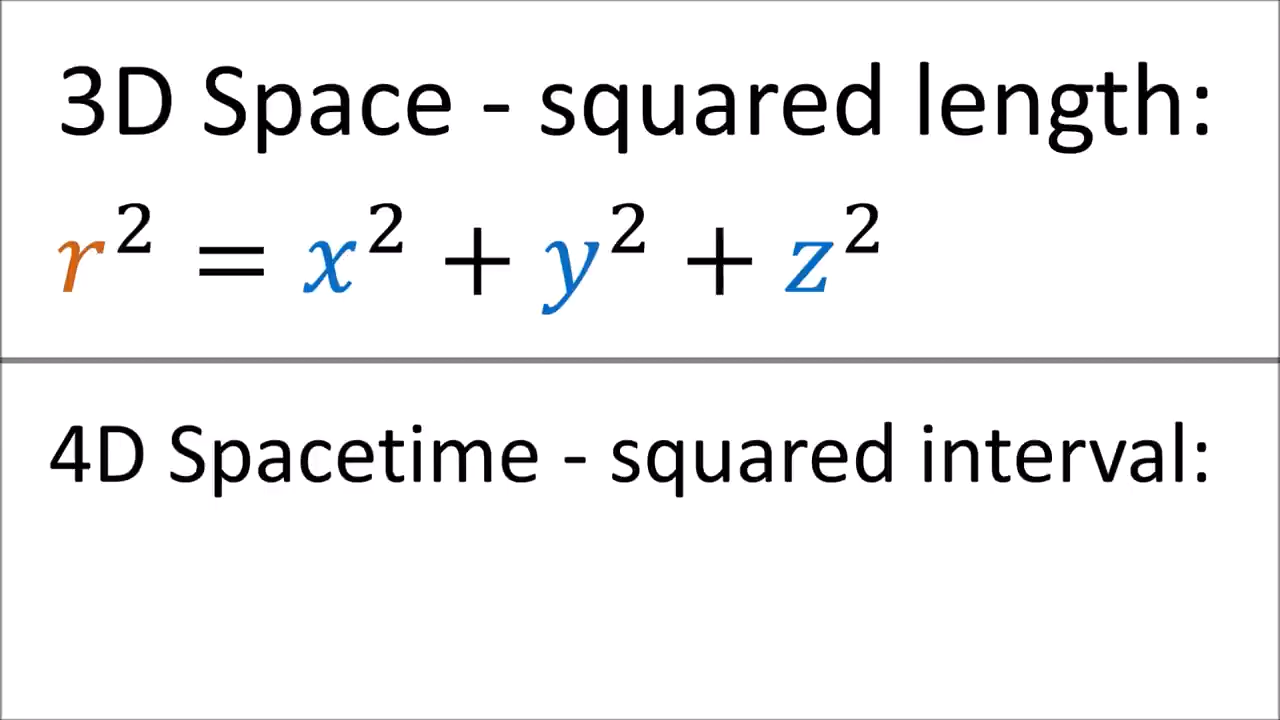 3D Space - squared length:
r² = x² + y² + z²
4D Spacetime - squared interval: